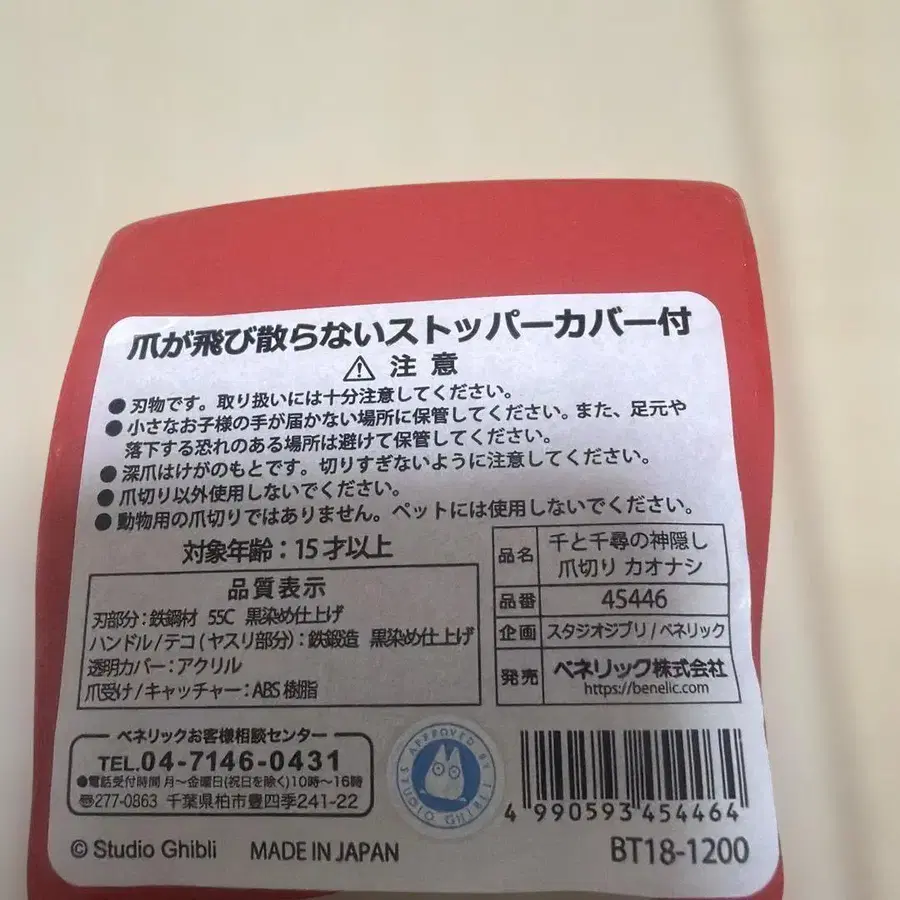 爪が飛び散らないストッパーカバー付
⚠ 注意
●刃物です。取り扱いには十分注意してください。
●小さなお子様の手が届かない場所に保管してください。また、足元や
落下する恐れのある場所は避けて保管してください。
●深爪はけがのもとです。切りすぎないように注意してください。
●爪切り以外使用しないでください。
●動物用の爪切りではありません。ペットには使用しないでください。
対象年齢：15才以上
品質表示
刃部分：鉄鋼材 55C 黒染め仕上げ
ハンドル/テコ(ヤスリ部分)：鉄鍛造 黒染め仕上げ
透明カバー：アクリル
爪受け/キャッチャー：ABS樹脂
品名 千と千尋の神隠し
爪切り カオナシ
品番 45446
企画 スタジオジブリ/ベネリック
発売 ベネリック株式会社
https://benelic.com
ベネリックお客様相談センター
TEL.04-7146-0431
●電話受付時間 月～金曜日(祝日を除く)10時～16時
〒277-0863 千葉県柏市豊四季241-22
APPROVED BY STUDIO GHIBLI
4 990593 454464
© Studio Ghibli MADE IN JAPAN
BT18-1200